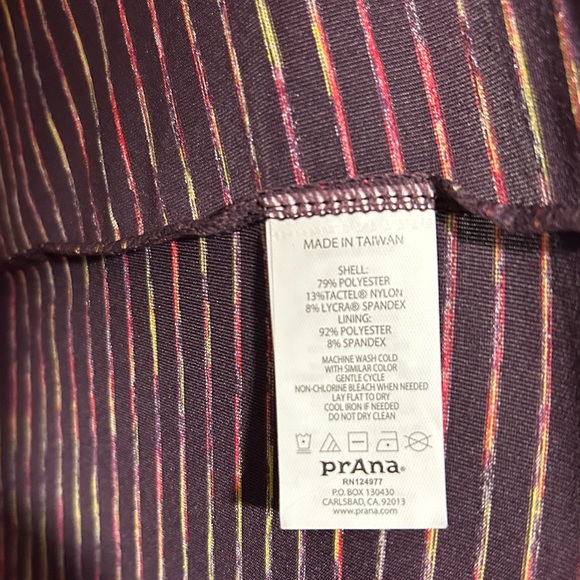 MADE IN TAIWAN
SHELL:
79% POLYESTER
13%TACTEL® NYLON
8% LYCRA® SPANDEX
LINING:
92% POLYESTER
8% SPANDEX
MACHINE WASH COLD
WITH SIMILAR COLOR
GENTLE CYCLE
NON-CHLORINE BLEACH WHEN NEEDED
LAY FLAT TO DRY
COOL IRON IF NEEDED
DO NOT DRY CLEAN
prAna®
RN124977
P.O. BOX 130430
CARLSBAD, CA. 92013
www.prana.com